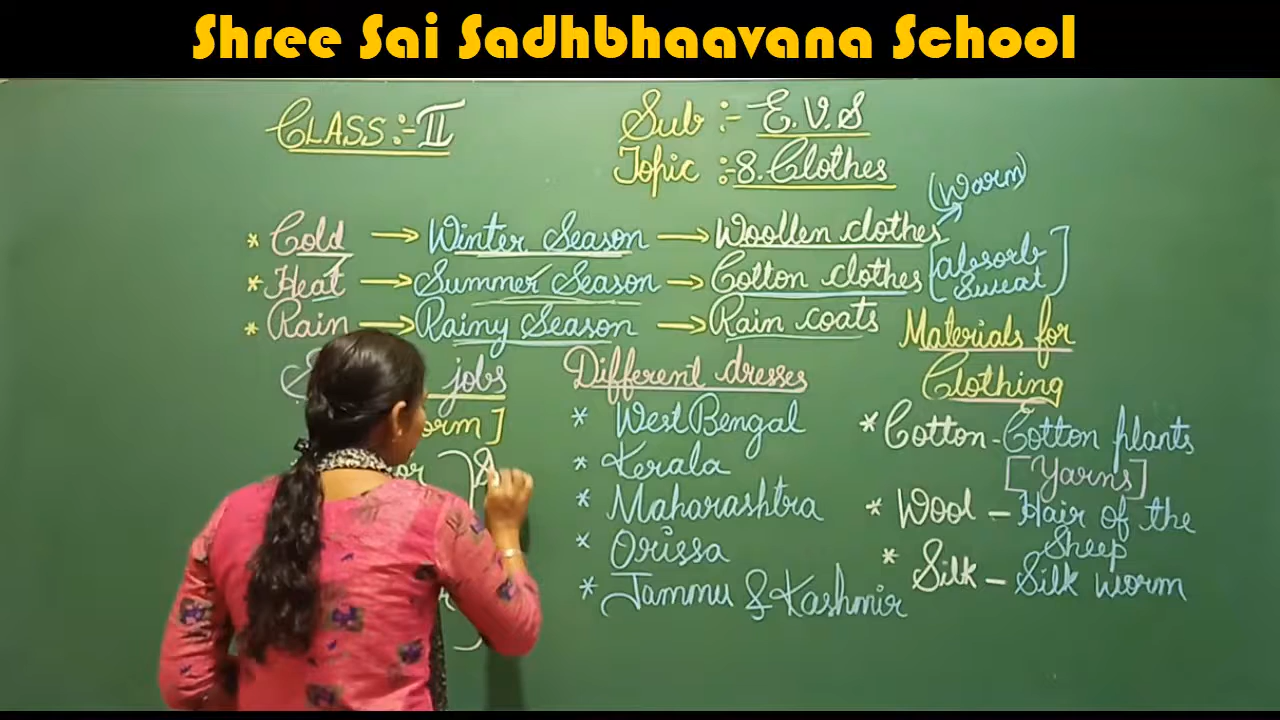 Shree Sai Sadhbhaavana School
CLASS :- II
Sub :- E.V.S
Topic :- 8. Clothes
* Cold → Winter Season → Woollen clothes → (Warm)
* Heat → Summer Season → Cotton clothes [absorb
Sweat]
* Rain → Rainy Season → Rain coats
jobs
Different dresses
* West Bengal
* Kerala
* Maharashtra
* Orissa
* Jammu & Kashmir
Materials for
Clothing
* Cotton - Cotton plants
[Yarns]
* Wool - Hair of the
Sheep
* Silk - Silk worm